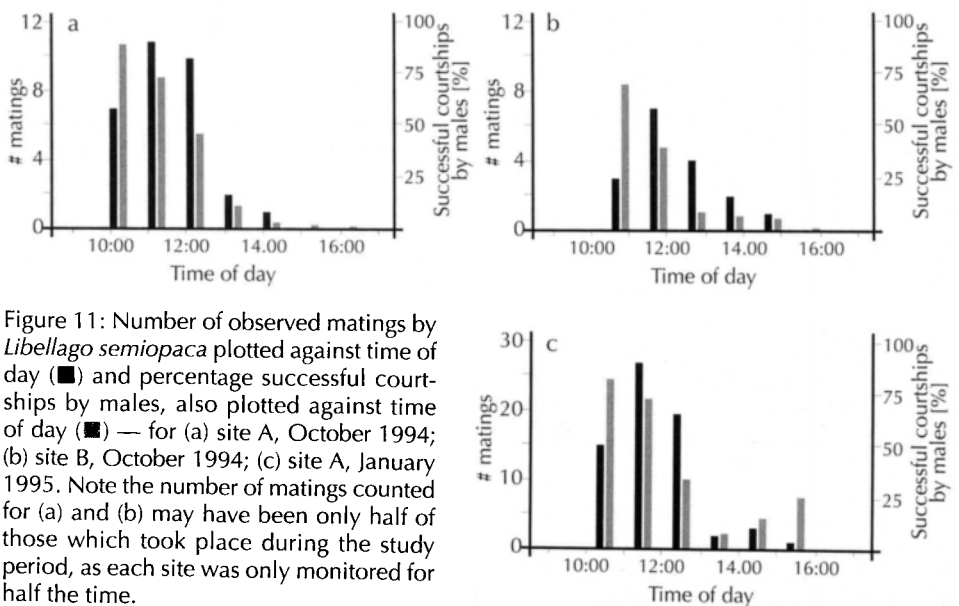 a
12
8
4
0
# matings
100
75
50
25
Successful courtships
by males [%]
10:00 12:00 14.00 16:00
Time of day
b
12
8
4
0
# matings
100
75
50
25
Successful courtships
by males [%]
10:00 12:00 14.00 16:00
Time of day
Figure 11: Number of observed matings by
Libellago semiopaca plotted against time of
day (■) and percentage successful court-
ships by males, also plotted against time
of day (■) — for (a) site A, October 1994;
(b) site B, October 1994; (c) site A, January
1995. Note the number of matings counted
for (a) and (b) may have been only half of
those which took place during the study
period, as each site was only monitored for
half the time.
c
30
20
10
0
# matings
100
75
50
25
Successful courtships
by males [%]
10:00 12:00 14.00 16:00
Time of day